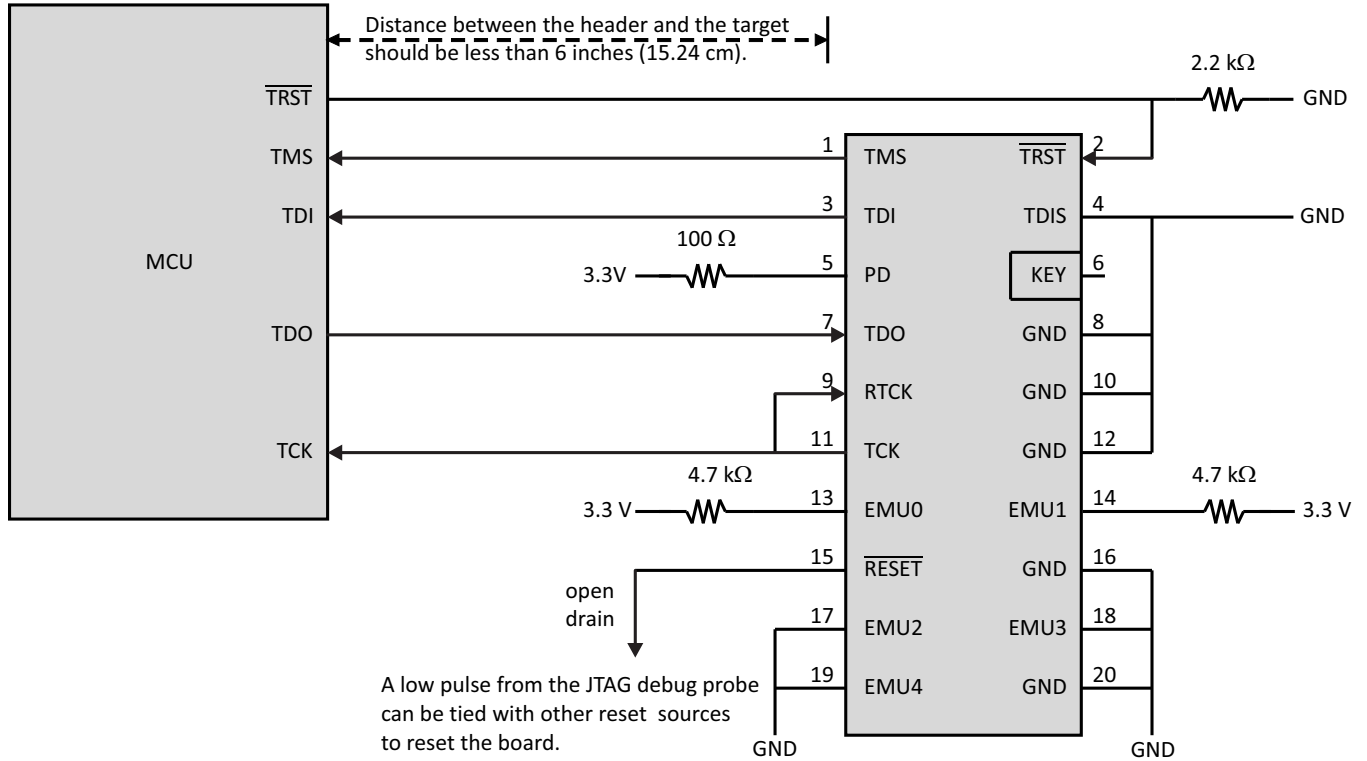 Distance between the header and the target
should be less than 6 inches (15.24 cm).
2.2 kΩ
TRST
GND
1
2
TMS
TMS
TRST
3
4
TDI
TDI
TDIS
GND
100 Ω
MCU
3.3V
5
PD
KEY
6
TDO
7
TDO
GND
8
9
RTCK
GND
10
TCK
11
TCK
GND
12
4.7 kΩ
4.7 kΩ
3.3 V
13
EMU0
EMU1
14
3.3 V
15
RESET
GND
16
open
drain
17
EMU2
EMU3
18
19
EMU4
GND
20
A low pulse from the JTAG debug probe
can be tied with other reset sources
to reset the board.
GND
GND